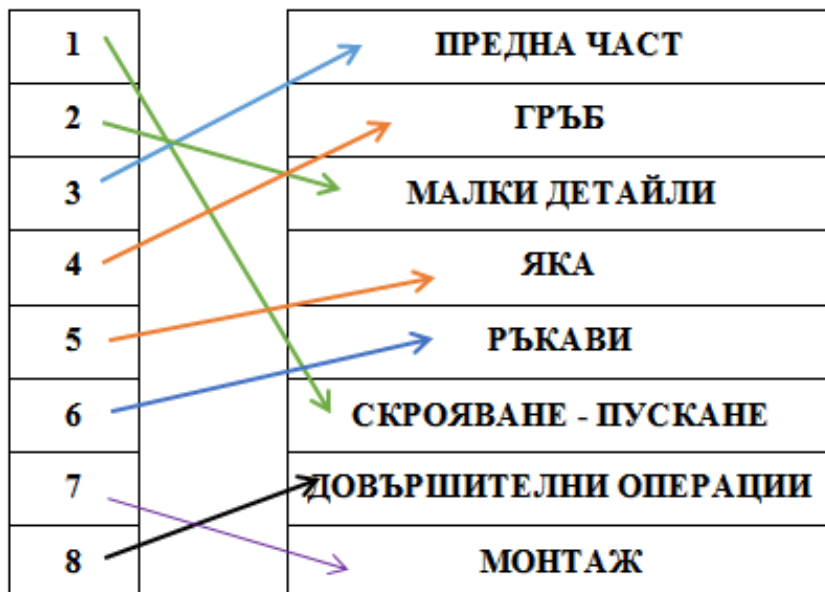 1 ПРЕДНА ЧАСТ
2 ГРЪБ
3 МАЛКИ ДЕТАЙЛИ
4 ЯКА
5 РЪКАВИ
6 СКРОЯВАНЕ - ПУСКАНЕ
7 ДОВЪРШИТЕЛНИ ОПЕРАЦИИ
8 МОНТАЖ